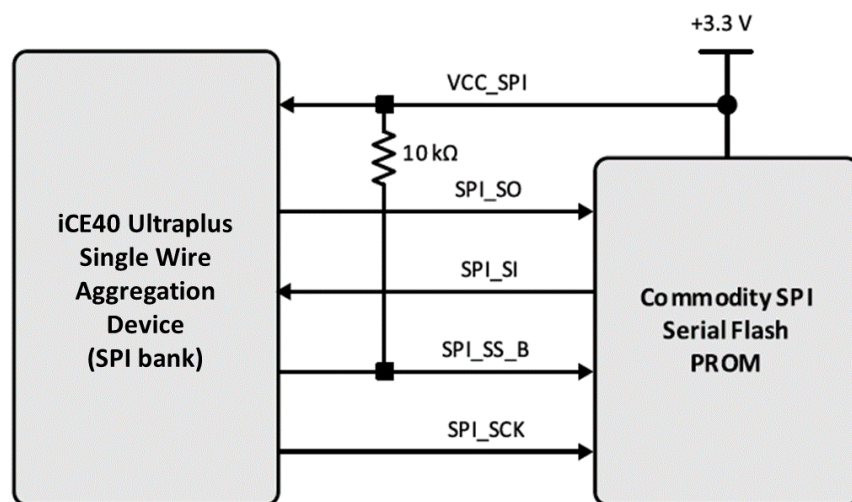 +3.3 V
VCC_SPI
10 kΩ
SPI_SO
iCE40 Ultraplus
Single Wire
Aggregation
Device
(SPI bank)
SPI_SI
Commodity SPI
Serial Flash
PROM
SPI_SS_B
SPI_SCK